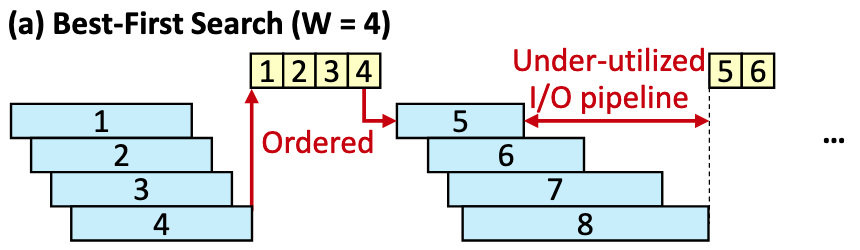 (a) Best-First Search (W = 4)
1 2 3 4
Under-utilized
I/O pipeline
5 6
1
2
3
4
Ordered
5
6
7
8
...